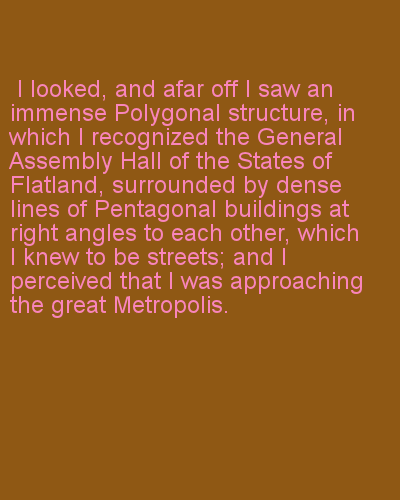 I looked, and afar off I saw an
immense Polygonal structure, in
which I recognized the General
Assembly Hall of the States of
Flatland, surrounded by dense
lines of Pentagonal buildings at
right angles to each other, which
I knew to be streets; and I
perceived that I was approaching
the great Metropolis.